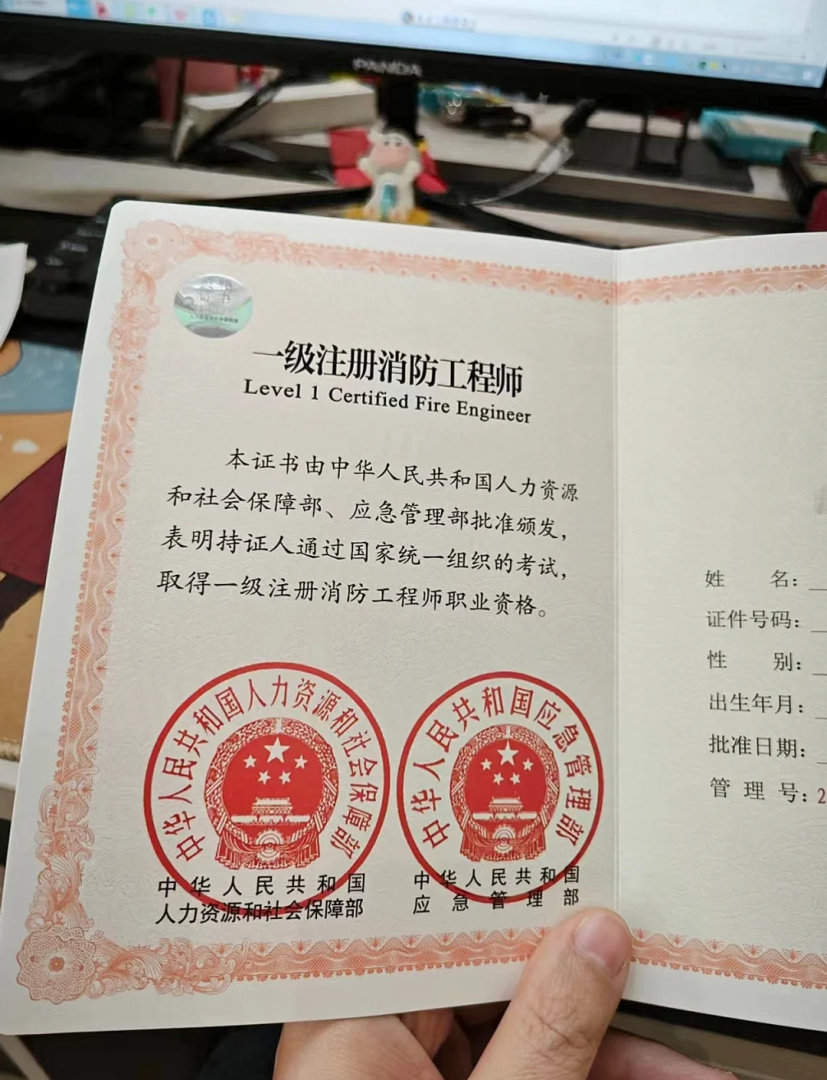 PANDA
一级注册消防工程师
Level 1 Certified Fire Engineer
本证书由中华人民共和国人力资源
和社会保障部、应急管理部批准颁发，
表明持证人通过国家统一组织的考试，
取得一级注册消防工程师职业资格。
中华人民共和国人力资源和社会保障部
中华人民共和国
人力资源和社会保障部
中华人民共和国应急管理部
中华人民共和国
应急管理部
姓 名：
证件号码：
性 别：
出生年月：
批准日期：
管 理 号：2